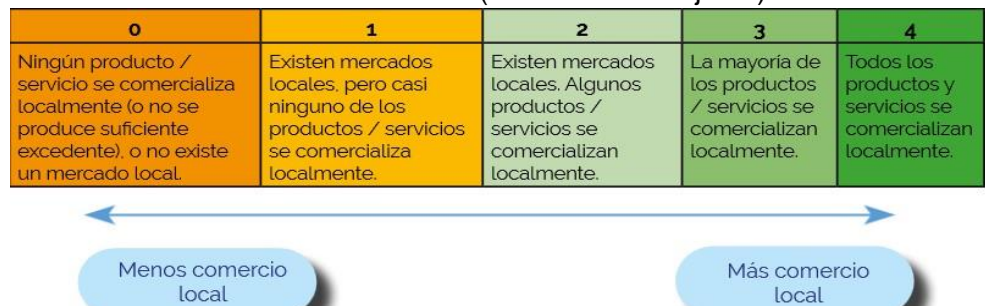 0
Ningún producto /
servicio se comercializa
localmente (o no se
produce suficiente
excedente), o no existe
un mercado local.
1
Existen mercados
locales, pero casi
ninguno de los
productos / servicios
se comercializa
localmente.
2
Existen mercados
locales. Algunos
productos /
servicios se
comercializan
localmente.
3
La mayoría de
los productos
/ servicios se
comercializan
localmente.
4
Todos los
productos y
servicios se
comercializan
localmente.
Menos comercio
local
Más comercio
local